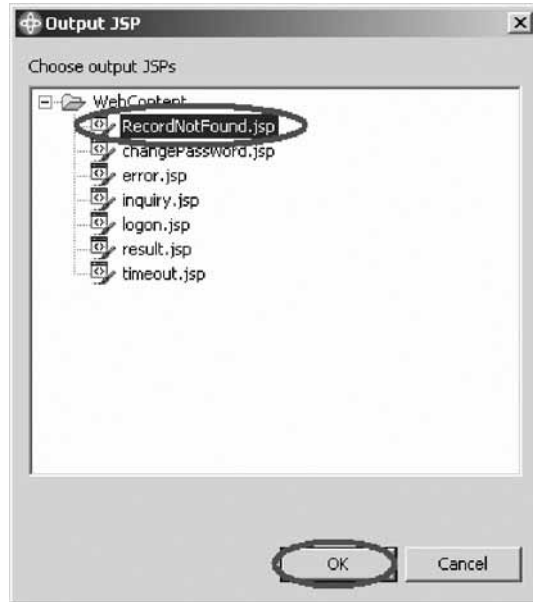 Output JSP
Choose output JSPs
WebContent
RecordNotFound.jsp
changePassword.jsp
error.jsp
inquiry.jsp
logon.jsp
result.jsp
timeout.jsp
OK
Cancel